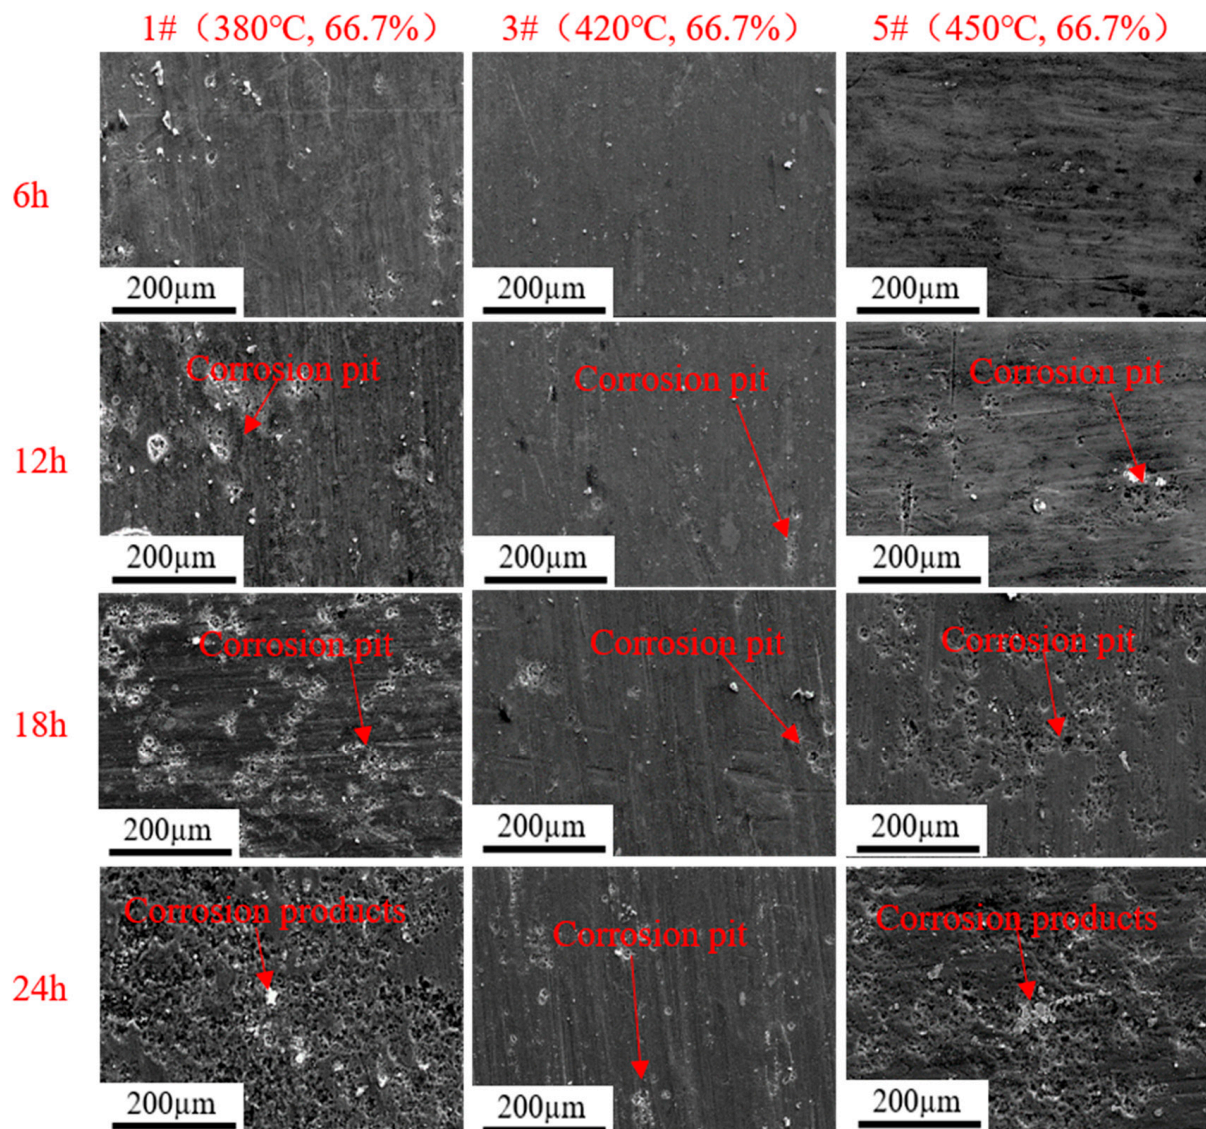 1#（380℃, 66.7%）
3#（420℃, 66.7%）
5#（450℃, 66.7%）
6h
200μm
200μm
200μm
12h
Corrosion pit
Corrosion pit
Corrosion pit
200μm
200μm
200μm
18h
Corrosion pit
Corrosion pit
Corrosion pit
200μm
200μm
200μm
24h
Corrosion products
Corrosion pit
Corrosion products
200μm
200μm
200μm